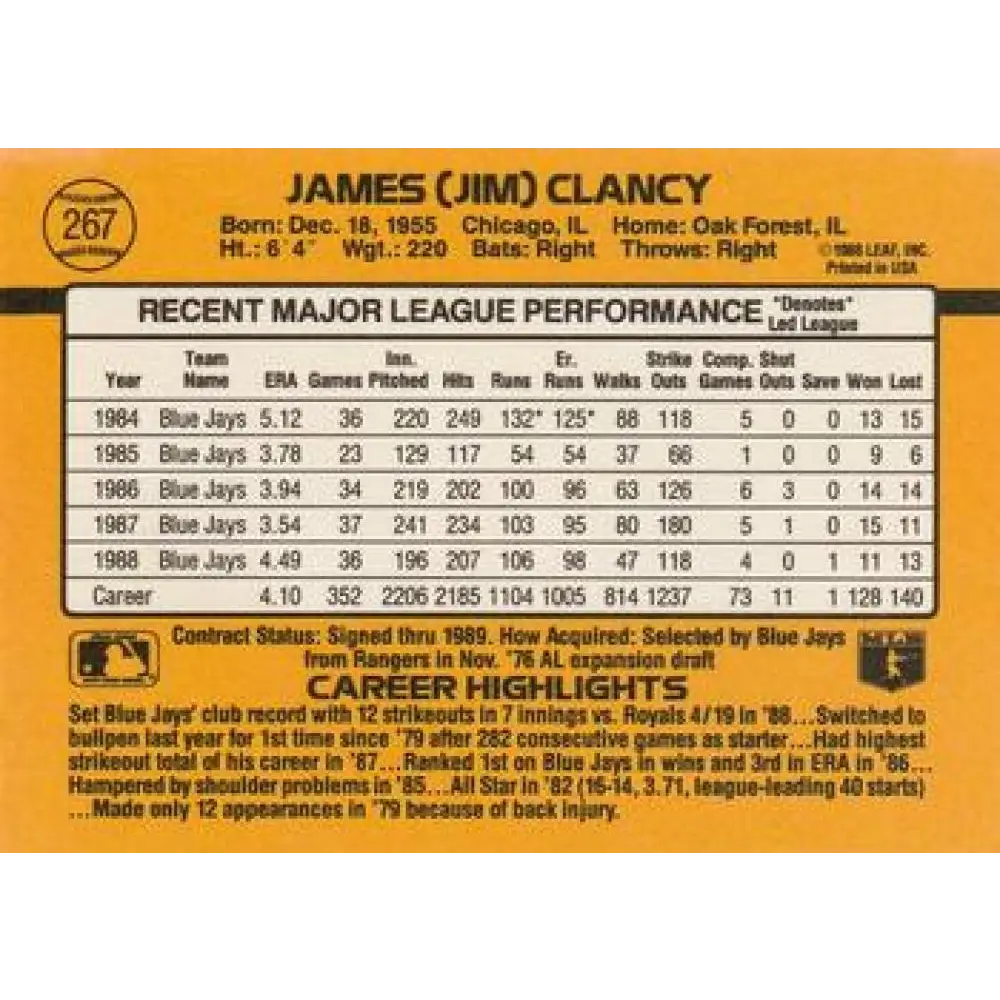 267
JAMES (JIM) CLANCY
Born: Dec. 18, 1955 Chicago, IL Home: Oak Forest, IL
Ht.: 6'4" Wgt.: 220 Bats: Right Throws: Right
© 1988 LEAF, INC.
Printed in USA
RECENT MAJOR LEAGUE PERFORMANCE "Denotes"
Led League
Year Team Name ERA Games Inn. Pitched Hits Runs Er. Runs Walks Strike Outs Comp. Games Shut Outs Save Won Lost
1984 Blue Jays 5.12 36 220 249 132* 125* 88 118 5 0 0 13 15
1985 Blue Jays 3.78 23 129 117 54 54 37 66 1 0 0 9 6
1986 Blue Jays 3.94 34 219 202 100 96 63 126 6 3 0 14 14
1987 Blue Jays 3.54 37 241 234 103 95 80 180 5 1 0 15 11
1988 Blue Jays 4.49 36 196 207 106 98 47 118 4 0 1 11 13
Career 4.10 352 2206 2185 1104 1005 814 1237 73 11 1 128 140
Contract Status: Signed thru 1989. How Acquired: Selected by Blue Jays
from Rangers in Nov. '76 AL expansion draft
CAREER HIGHLIGHTS
Set Blue Jays' club record with 12 strikeouts in 7 innings vs. Royals 4/19 in '88...Switched to
bullpen last year for 1st time since '79 after 282 consecutive games as starter...Had highest
strikeout total of his career in '87...Ranked 1st on Blue Jays in wins and 3rd in ERA in '86...
Hampered by shoulder problems in '85...All Star in '82 (16-14, 3.71, league-leading 40 starts)
...Made only 12 appearances in '79 because of back injury.